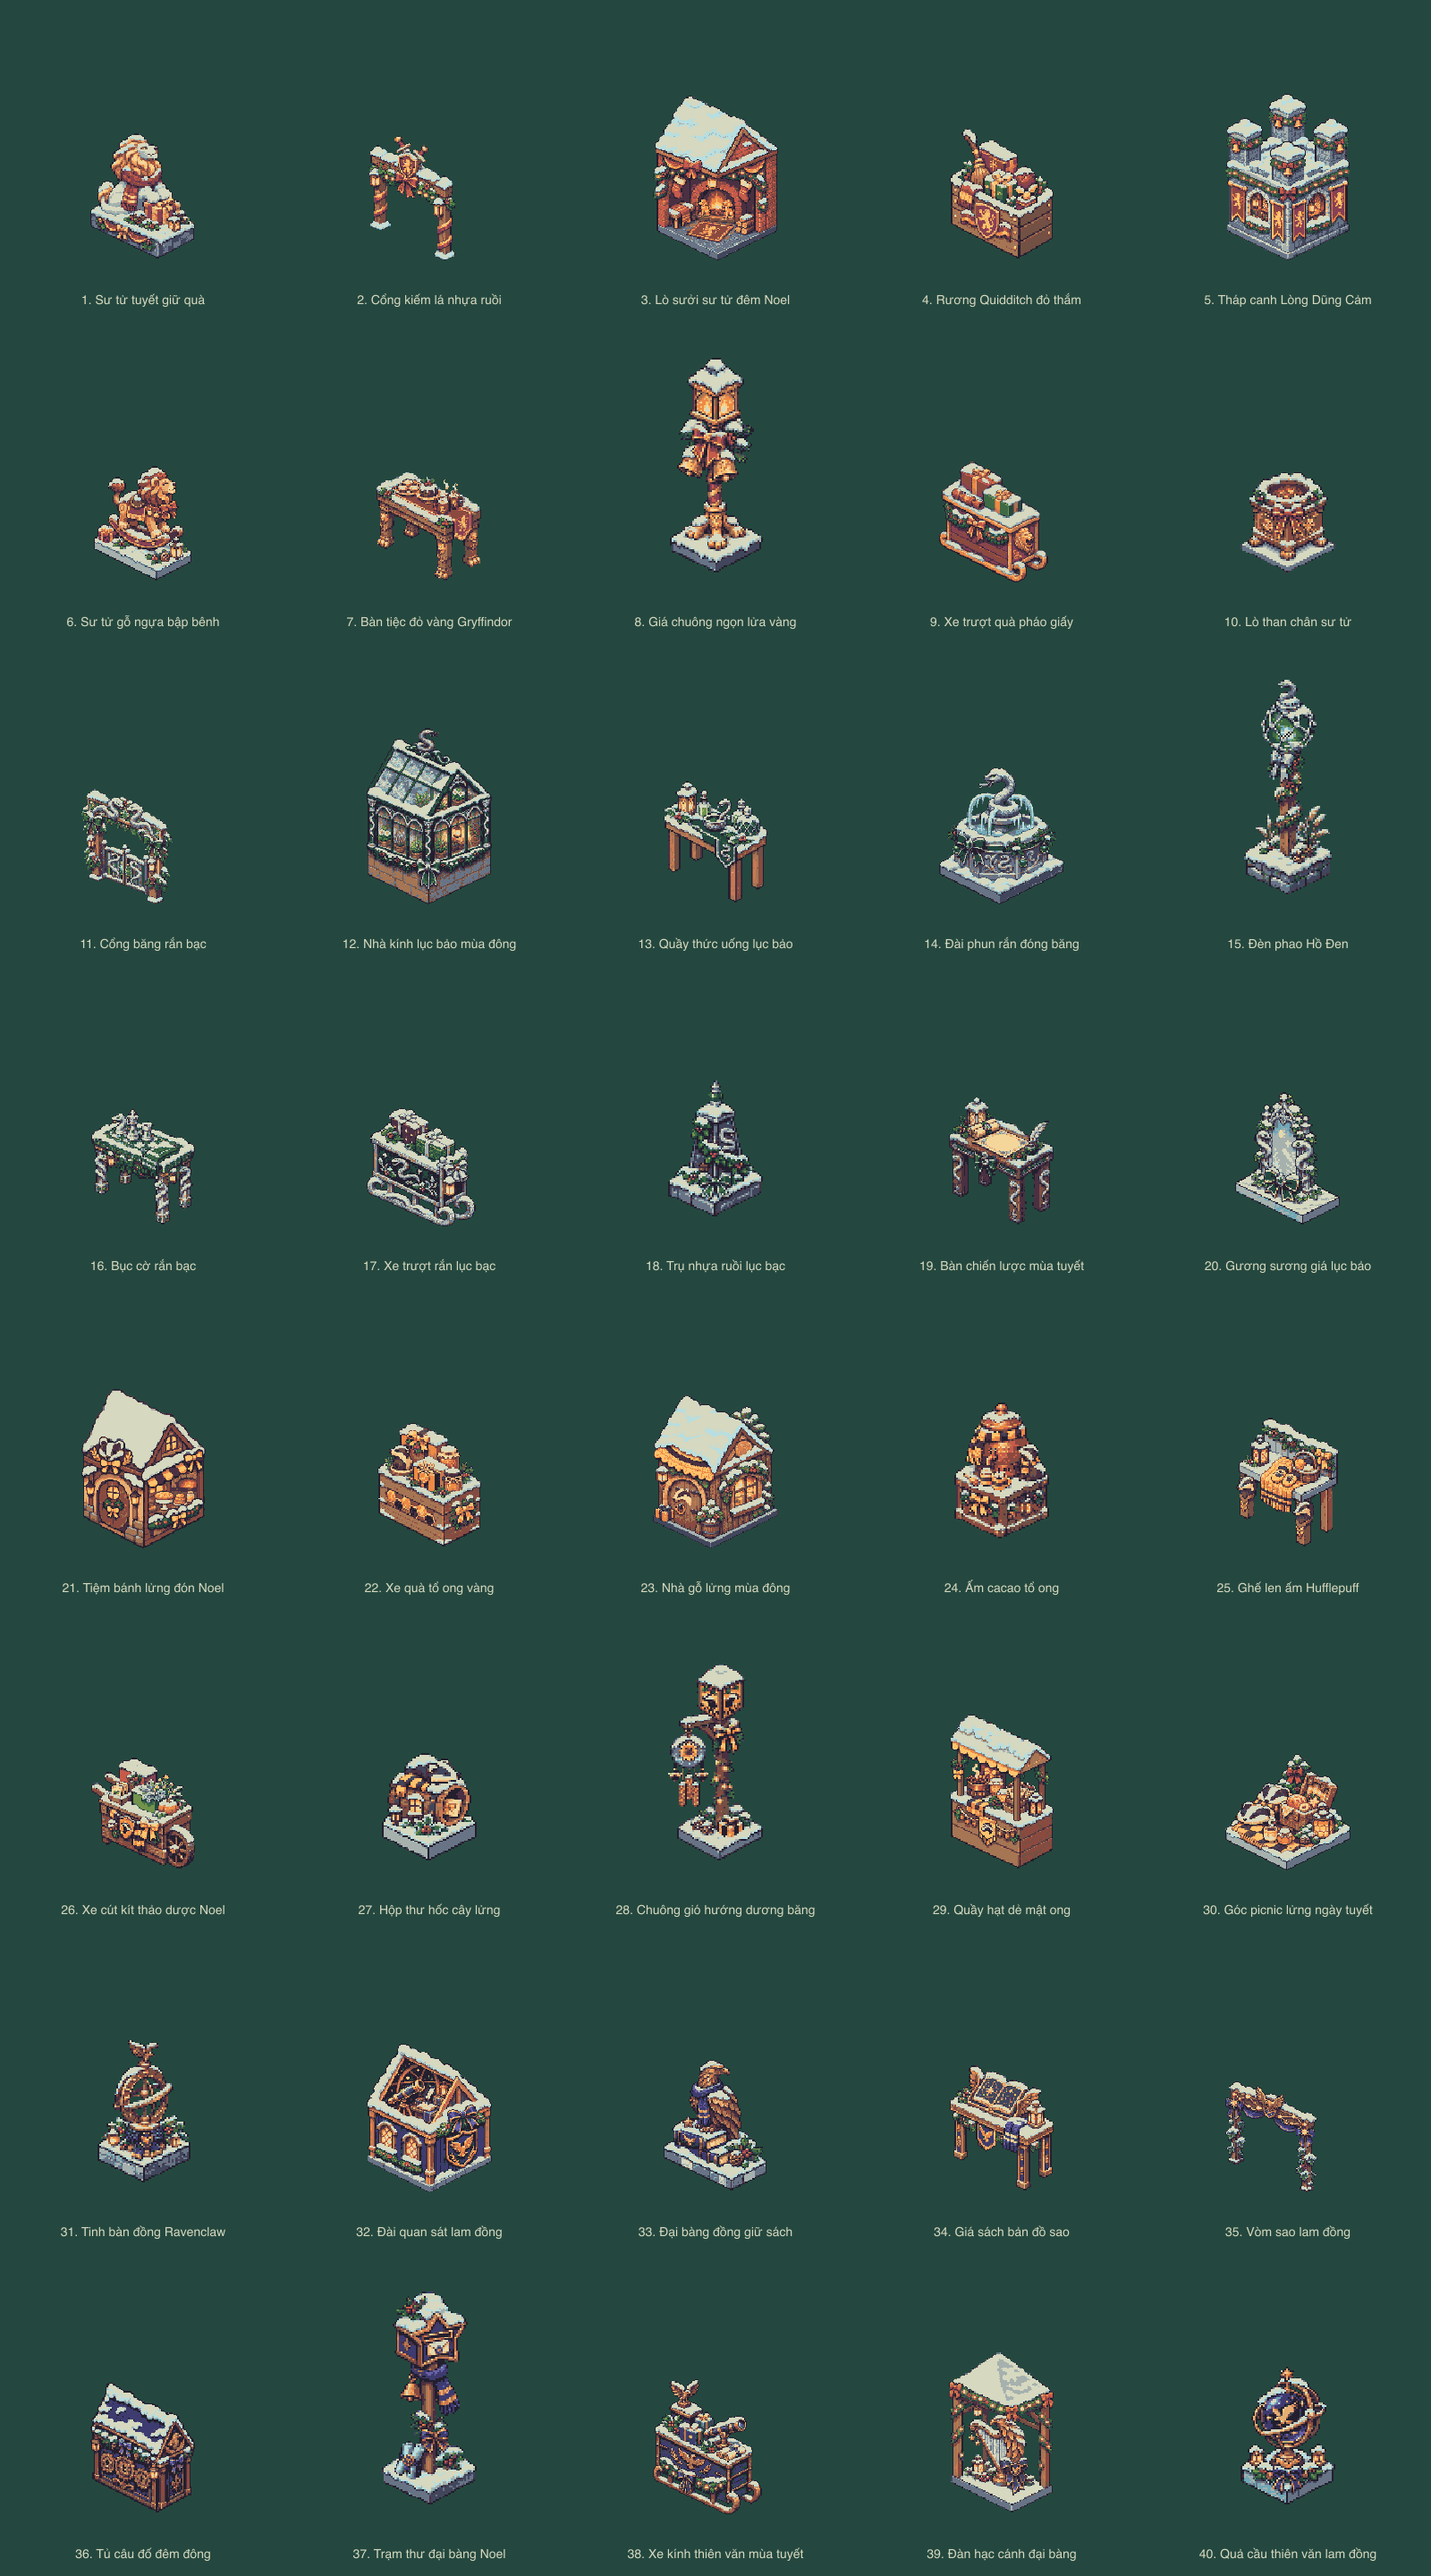 1. Sư tử tuyết giữ quà
2. Cổng kiếm lá nhựa ruồi
3. Lò sưởi sư tử đêm Noel
4. Rương Quidditch đỏ thắm
5. Tháp canh Lòng Dũng Cảm
6. Sư tử gỗ ngựa bập bênh
7. Bàn tiệc đỏ vàng Gryffindor
8. Giá chuông ngọn lửa vàng
9. Xe trượt quà pháo giấy
10. Lò than chân sư tử
11. Cổng băng rắn bạc
12. Nhà kính lục bảo mùa đông
13. Quầy thức uống lục bảo
14. Đài phun rắn đóng băng
15. Đèn phao Hồ Đen
16. Bục cờ rắn bạc
17. Xe trượt rắn lục bạc
18. Trụ nhựa ruồi lục bạc
19. Bàn chiến lược mùa tuyết
20. Gương sương giá lục bảo
21. Tiệm bánh lửng đón Noel
22. Xe quà tổ ong vàng
23. Nhà gỗ lửng mùa đông
24. Ấm cacao tổ ong
25. Ghế len ấm Hufflepuff
26. Xe cút kít thảo dược Noel
27. Hộp thư hốc cây lửng
28. Chuông gió hướng dương băng
29. Quầy hạt dẻ mật ong
30. Góc picnic lửng ngày tuyết
31. Tinh bàn đồng Ravenclaw
32. Đài quan sát lam đồng
33. Đại bàng đồng giữ sách
34. Giá sách bản đồ sao
35. Vòm sao lam đồng
36. Tủ câu đố đêm đông
37. Trạm thư đại bàng Noel
38. Xe kính thiên văn mùa tuyết
39. Đàn hạc cánh đại bàng
40. Quả cầu thiên văn lam đồng